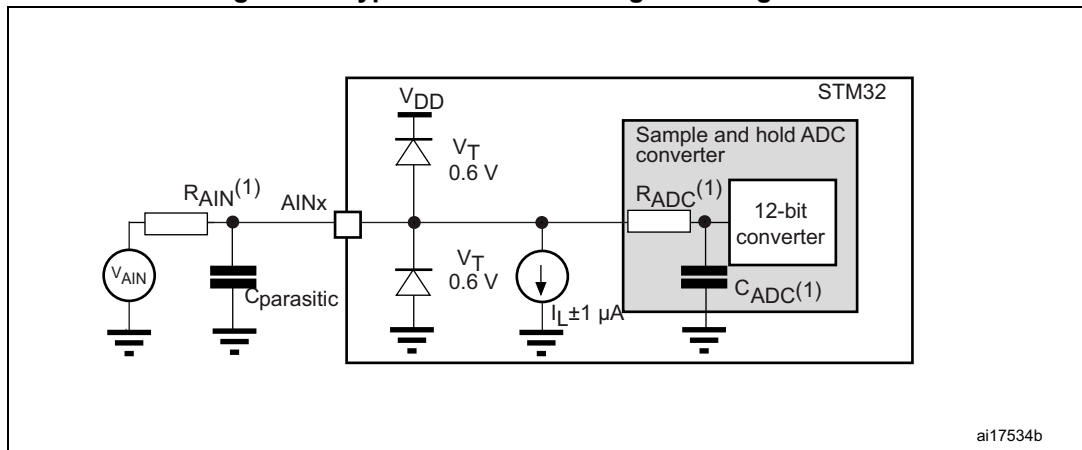 STM32
VDD
VT
0.6 V
Sample and hold ADC
converter
RAIN(1)
AINx
RADC(1)
12-bit
converter
VAIN
Cparasitic
VT
0.6 V
IL±1 µA
CADC(1)
ai17534b